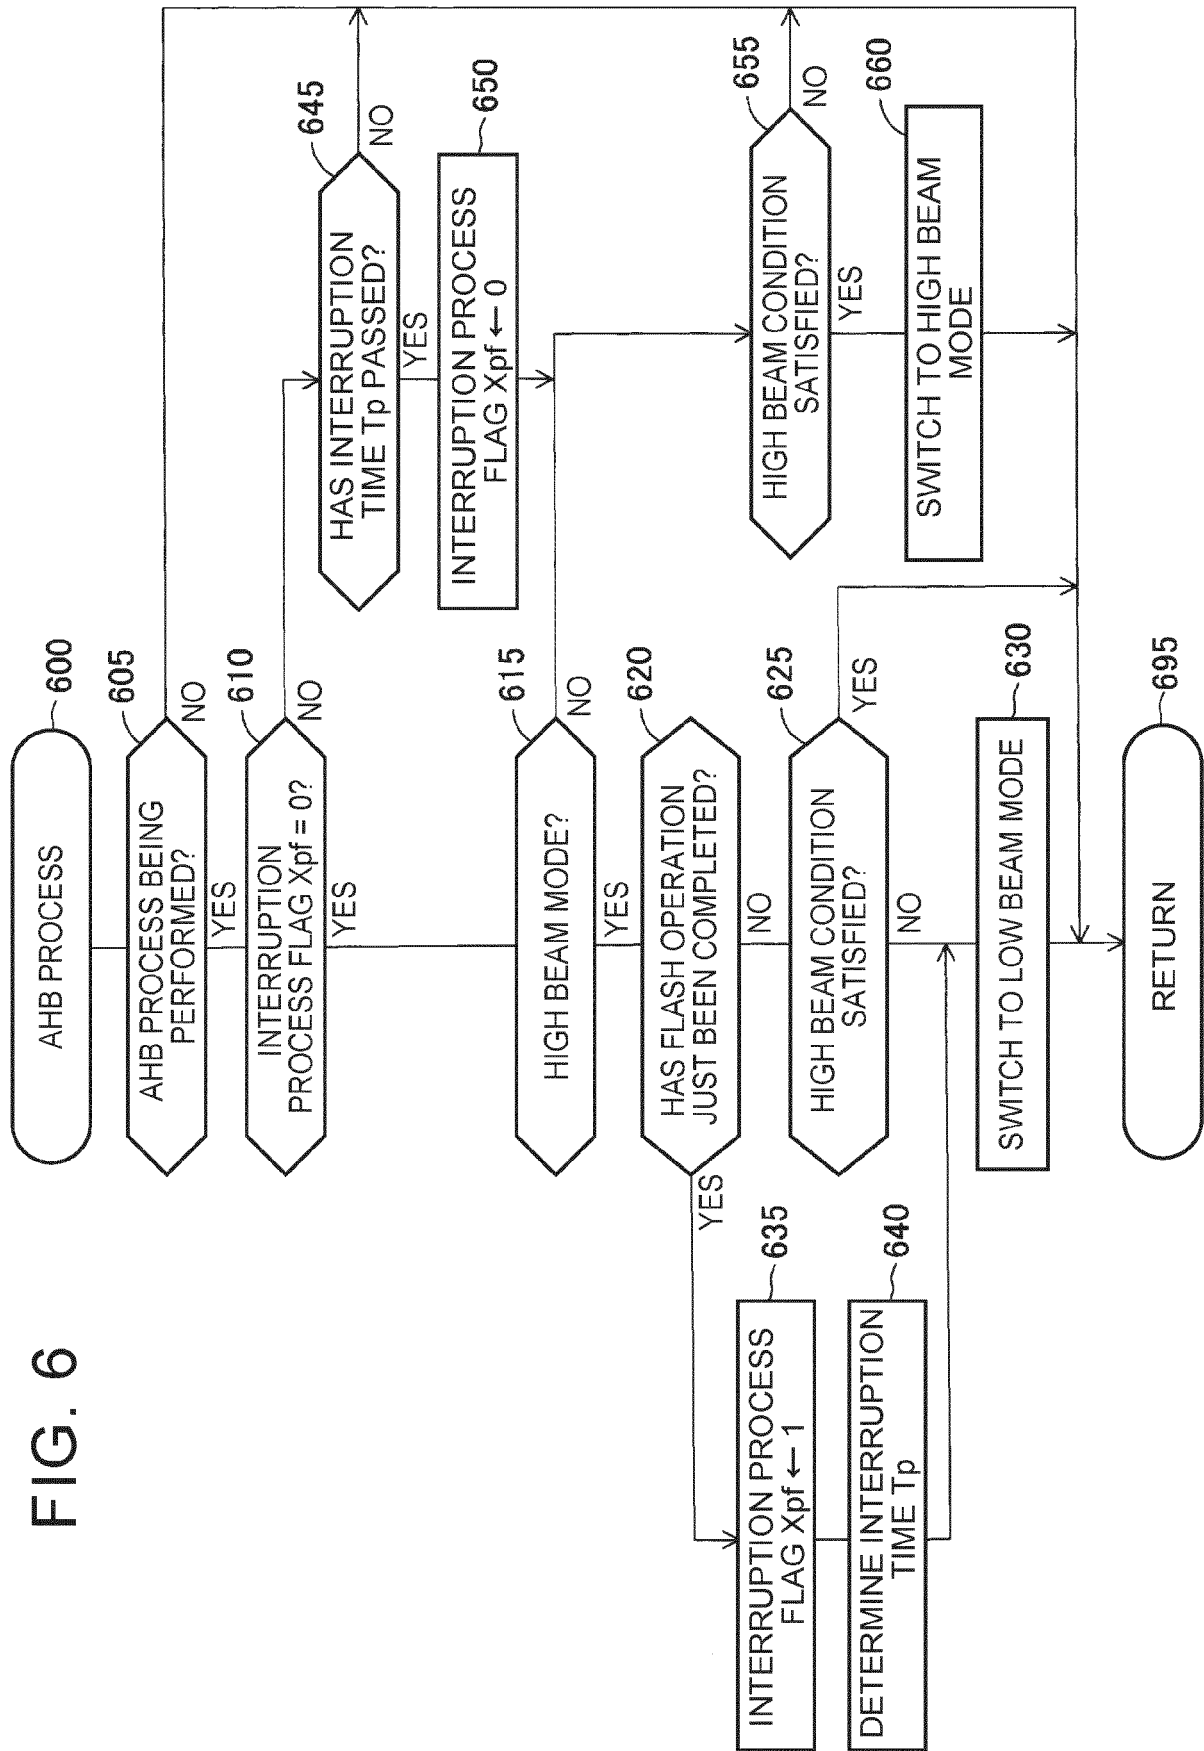 FIG. 6
AHB PROCESS
600
AHB PROCESS BEING
PERFORMED?
605
NO
YES
INTERRUPTION
PROCESS FLAG Xpf = 0?
610
NO
YES
HAS INTERRUPTION
TIME Tp PASSED?
645
NO
YES
INTERRUPTION PROCESS
FLAG Xpf ← 0
650
HIGH BEAM MODE?
615
NO
YES
HAS FLASH OPERATION
JUST BEEN COMPLETED?
620
YES
NO
INTERRUPTION PROCESS
FLAG Xpf ← 1
635
DETERMINE INTERRUPTION
TIME Tp
640
HIGH BEAM CONDITION
SATISFIED?
625
YES
NO
HIGH BEAM CONDITION
SATISFIED?
655
NO
YES
SWITCH TO HIGH BEAM
MODE
660
SWITCH TO LOW BEAM MODE
630
RETURN
695